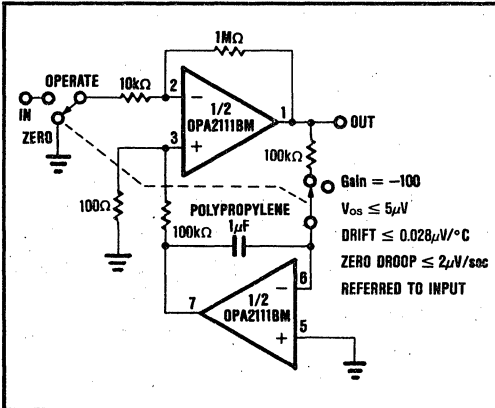 1MΩ
OPERATE
10kΩ
2
IN
1/2
OPA2111BM
1
OUT
ZERO
3
100kΩ
Gain = −100
100Ω
100kΩ
POLYPROPYLENE
1μF
VOS ≤ 5μV
DRIFT ≤ 0.028μV/°C
ZERO DROOP ≤ 2μV/sec
REFERRED TO INPUT
6
7
1/2
OPA2111BM
5